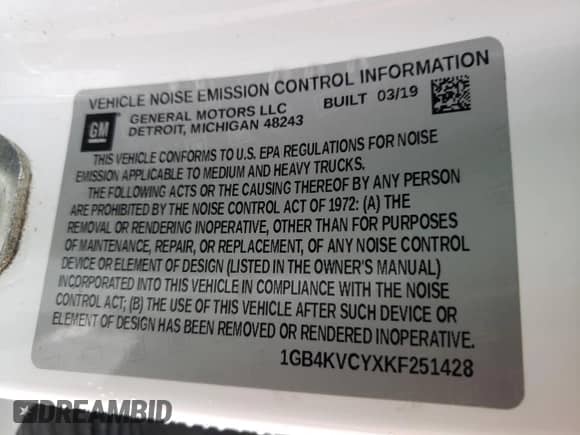 VEHICLE NOISE EMISSION CONTROL INFORMATION
GM
GENERAL MOTORS LLC BUILT 03/19
DETROIT, MICHIGAN 48243
THIS VEHICLE CONFORMS TO U.S. EPA REGULATIONS FOR NOISE
EMISSION APPLICABLE TO MEDIUM AND HEAVY TRUCKS.
THE FOLLOWING ACTS OR THE CAUSING THEREOF BY ANY PERSON
ARE PROHIBITED BY THE NOISE CONTROL ACT OF 1972: (A) THE
REMOVAL OR RENDERING INOPERATIVE, OTHER THAN FOR PURPOSES
OF MAINTENANCE, REPAIR, OR REPLACEMENT, OF ANY NOISE CONTROL
DEVICE OR ELEMENT OF DESIGN (LISTED IN THE OWNER'S MANUAL)
INCORPORATED INTO THIS VEHICLE IN COMPLIANCE WITH THE NOISE
CONTROL ACT; (B) THE USE OF THIS VEHICLE AFTER SUCH DEVICE OR
ELEMENT OF DESIGN HAS BEEN REMOVED OR RENDERED INOPERATIVE.
1GB4KVCYXKF251428
DREAMBID